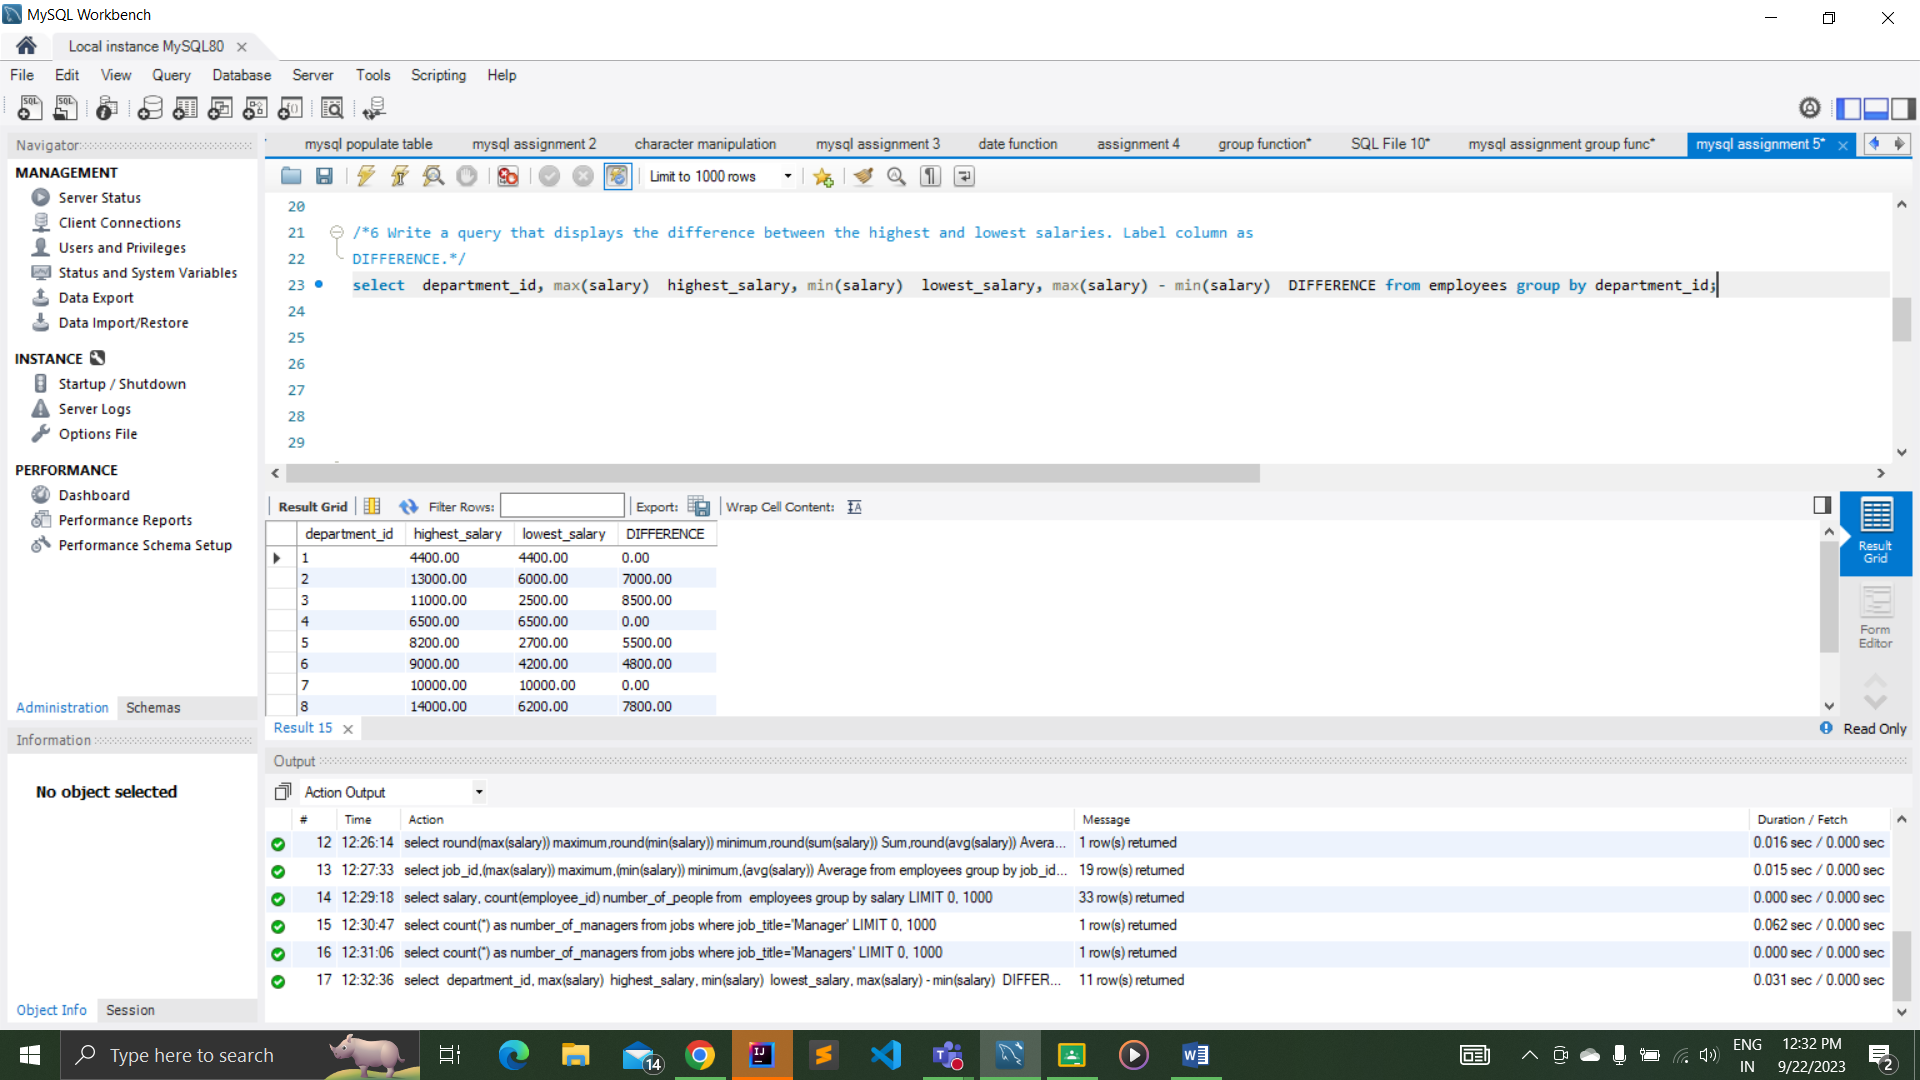 MySQL Workbench
Local instance MySQL80
File Edit View Query Database Server Tools Scripting Help
Navigator
MANAGEMENT
Server Status
Client Connections
Users and Privileges
Status and System Variables
Data Export
Data Import/Restore
INSTANCE
Startup / Shutdown
Server Logs
Options File
PERFORMANCE
Dashboard
Performance Reports
Performance Schema Setup
Administration Schemas
Information
No object selected
Object Info Session
mysql populate table mysql assignment 2 character manipulation mysql assignment 3 date function assignment 4 group function* SQL File 10* mysql assignment group func* mysql assignment 5*
Limit to 1000 rows
20
21 /*6 Write a query that displays the difference between the highest and lowest salaries. Label column as
22 DIFFERENCE.*/
23 select department_id, max(salary) highest_salary, min(salary) lowest_salary, max(salary) - min(salary) DIFFERENCE from employees group by department_id;
24
25
26
27
28
29
Result Grid Filter Rows: Export: Wrap Cell Content:
department_id highest_salary lowest_salary DIFFERENCE
1 4400.00 4400.00 0.00
2 13000.00 6000.00 7000.00
3 11000.00 2500.00 8500.00
4 6500.00 6500.00 0.00
5 8200.00 2700.00 5500.00
6 9000.00 4200.00 4800.00
7 10000.00 10000.00 0.00
8 14000.00 6200.00 7800.00
Result Grid
Form Editor
Result 15
Read Only
Output
Action Output
# Time Action Message Duration / Fetch
12 12:26:14 select round(max(salary)) maximum,round(min(salary)) minimum,round(sum(salary)) Sum,round(avg(salary)) Avera... 1 row(s) returned 0.016 sec / 0.000 sec
13 12:27:33 select job_id,(max(salary)) maximum,(min(salary)) minimum,(avg(salary)) Average from employees group by job_id... 19 row(s) returned 0.015 sec / 0.000 sec
14 12:29:18 select salary, count(employee_id) number_of_people from employees group by salary LIMIT 0, 1000 33 row(s) returned 0.000 sec / 0.000 sec
15 12:30:47 select count(*) as number_of_managers from jobs where job_title='Manager' LIMIT 0, 1000 1 row(s) returned 0.062 sec / 0.000 sec
16 12:31:06 select count(*) as number_of_managers from jobs where job_title='Managers' LIMIT 0, 1000 1 row(s) returned 0.000 sec / 0.000 sec
17 12:32:36 select department_id, max(salary) highest_salary, min(salary) lowest_salary, max(salary) - min(salary) DIFFER... 11 row(s) returned 0.031 sec / 0.000 sec
Type here to search
14
ENG
IN
12:32 PM
9/22/2023
2